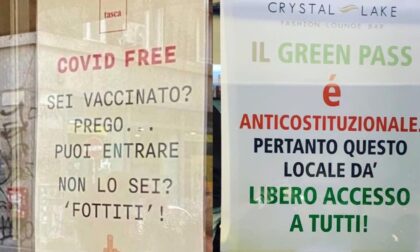 tasca
COVID FREE
SEI VACCINATO?
PREGO..
PUOI ENTRARE
NON LO SEI?
'FOTTITI'!
CRYSTAL LAKE
FASHION LOUNGE BAR
IL GREEN PASS
é
ANTICOSTITUZIONALE.
PERTANTO QUESTO
LOCALE DA'
LIBERO ACCESSO
A TUTTI!